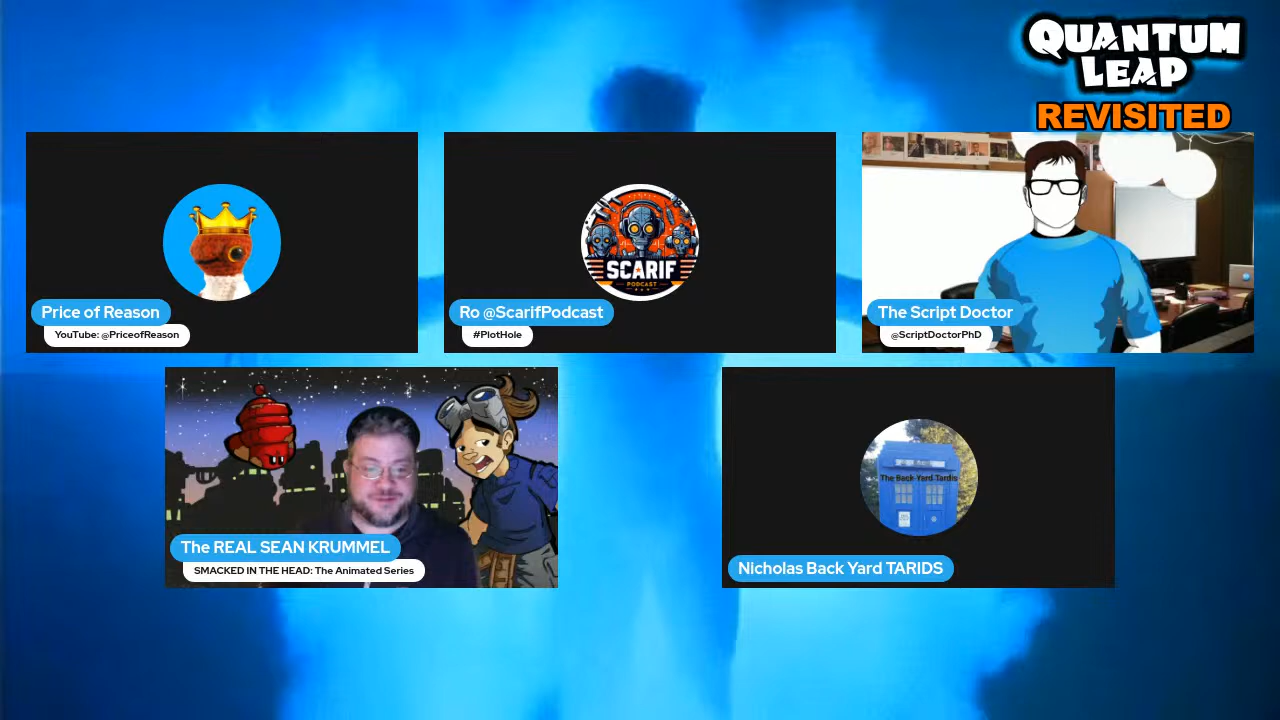 QUANTUM
LEAP
REVISITED
SCARIF
PODCAST
Price of Reason
YouTube: @PriceofReason
Ro @ScarifPodcast
#PlotHole
The Script Doctor
@ScriptDoctorPhD
The Back Yard Tardis
The REAL SEAN KRUMMEL
SMACKED IN THE HEAD: The Animated Series
Nicholas Back Yard TARIDS